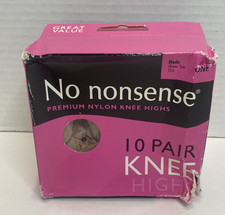 GREAT
VALUE
Nude
ONE
No nonsense®
PREMIUM NYLON KNEE HIGHS
10 PAIR
KNEE
HIGHS